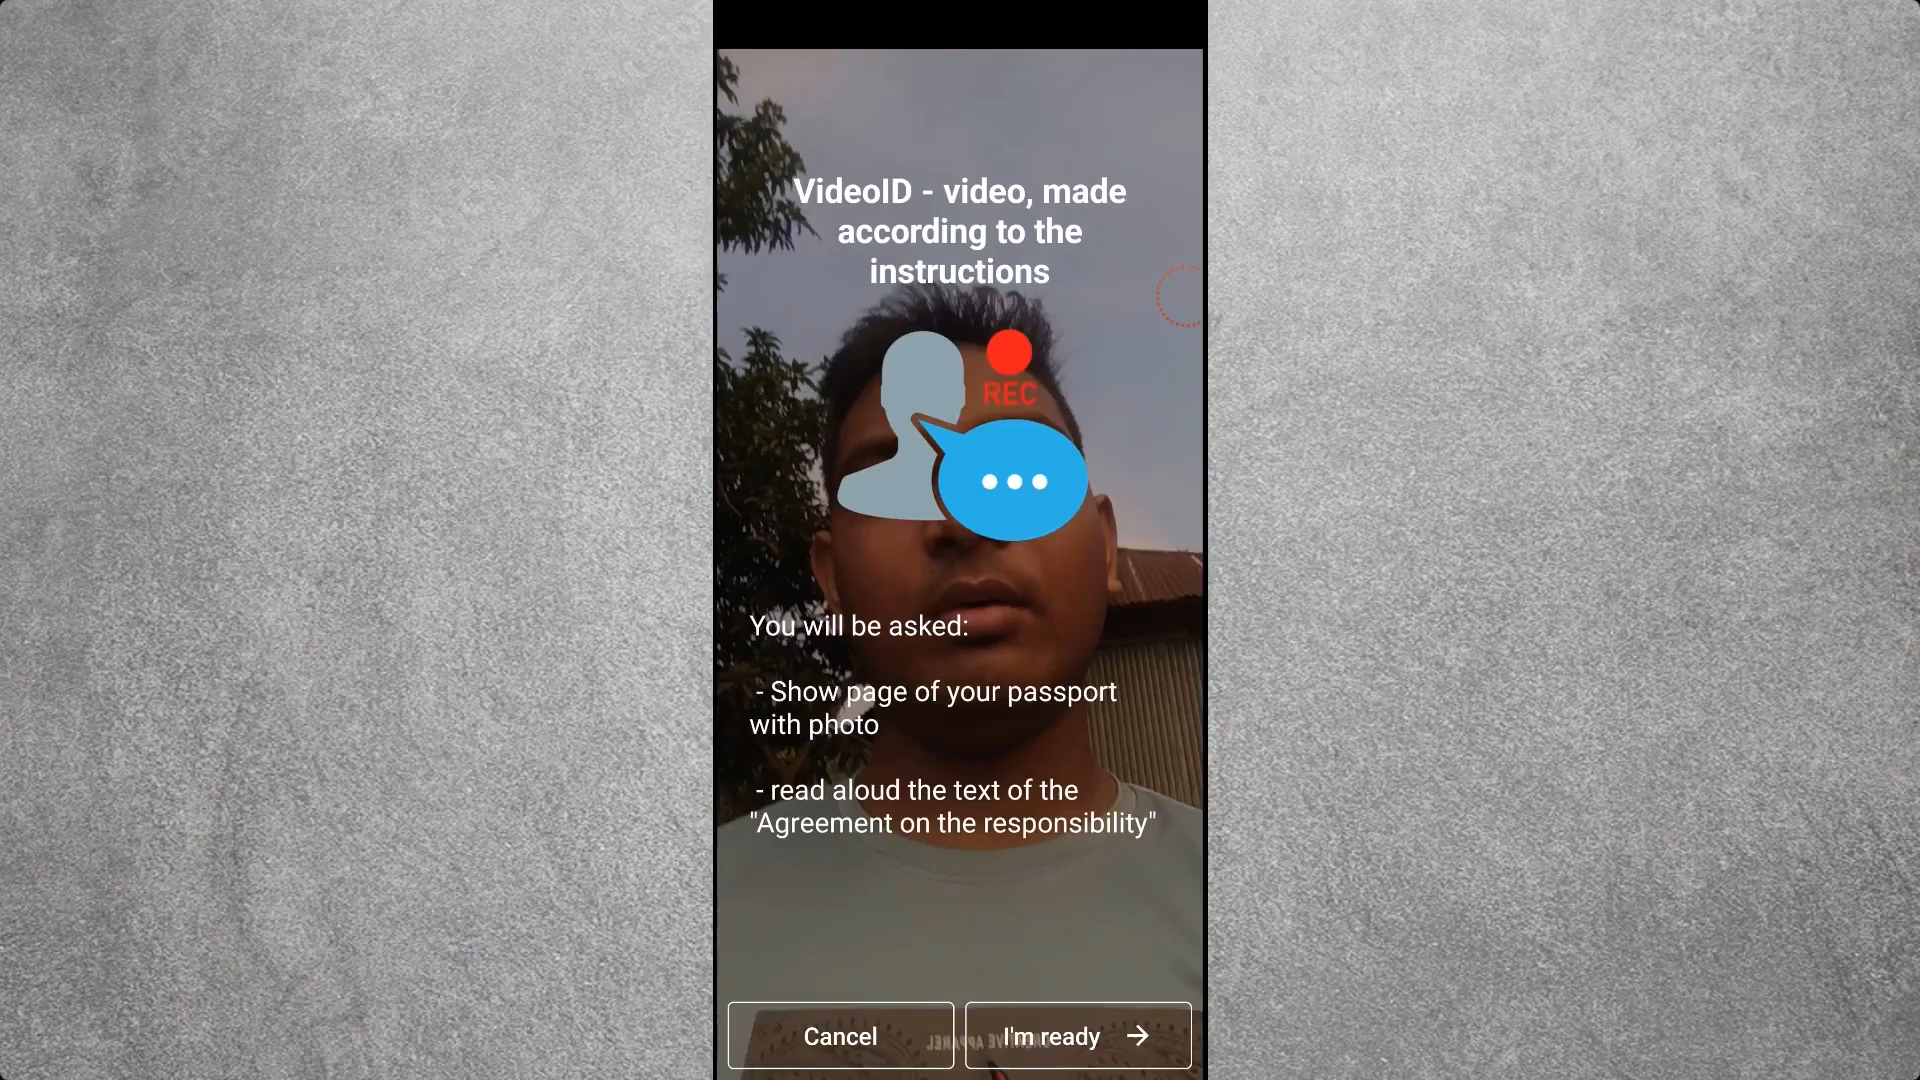 VideoID - video, made
according to the
instructions
REC
You will be asked:
- Show page of your passport
with photo
- read aloud the text of the
"Agreement on the responsibility"
Cancel
I'm ready